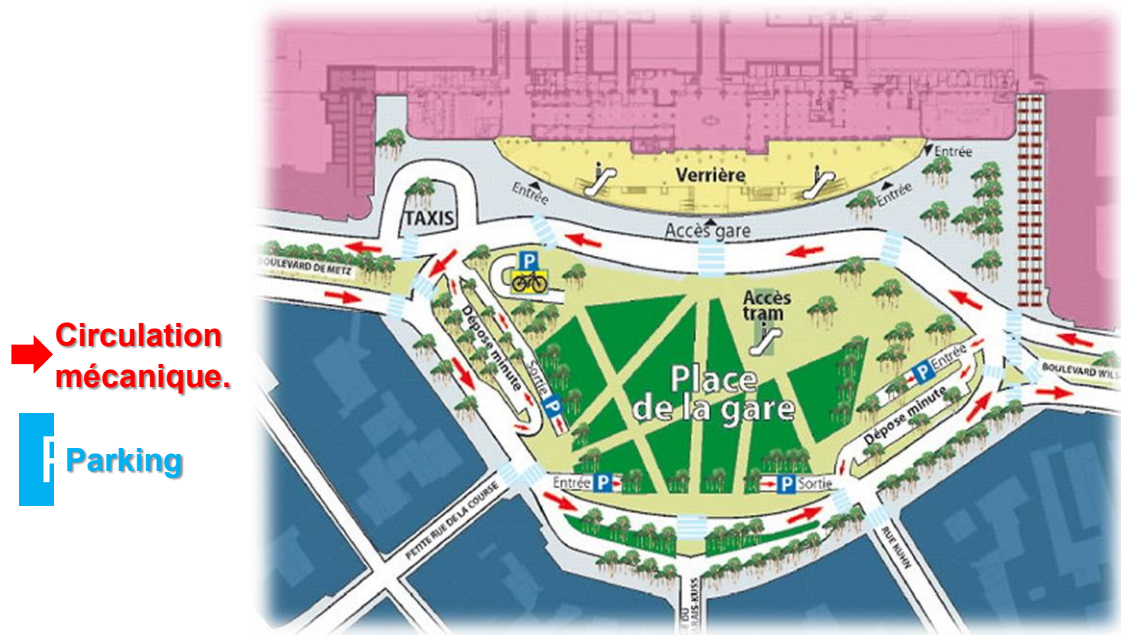 Verrière
Entrée
Entrée
Entrée
Accès gare
TAXIS
BOULEVARD DE METZ
P
Accès
tram
Dépose minute
Sortie
P
Place
de la gare
P
Entrée
Dépose minute
BOULEVARD WILS
Circulation
mécanique.
P
Parking
Entrée
P
P
Sortie
PETITE RUE DE LA COURSE
RUE KUHN